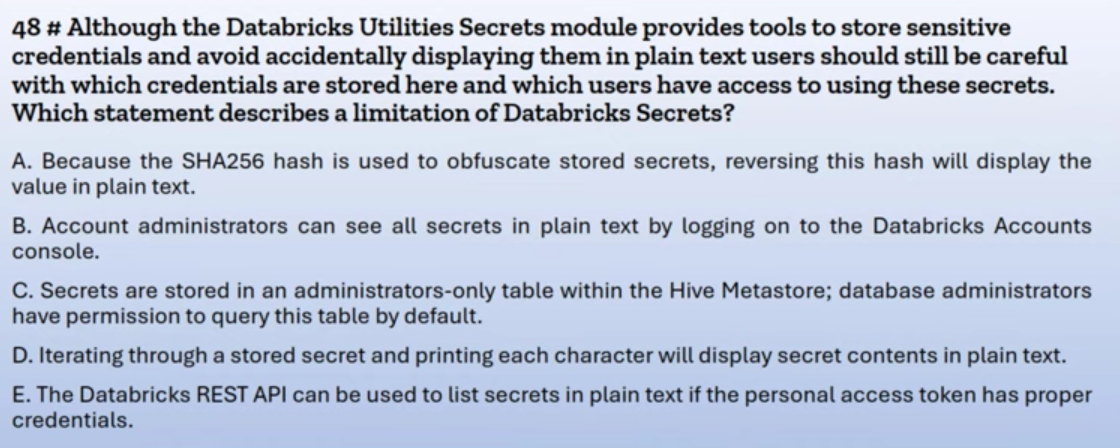 48 # Although the Databricks Utilities Secrets module provides tools to store sensitive
credentials and avoid accidentally displaying them in plain text users should still be careful
with which credentials are stored here and which users have access to using these secrets.
Which statement describes a limitation of Databricks Secrets?
A. Because the SHA256 hash is used to obfuscate stored secrets, reversing this hash will display the
value in plain text.
B. Account administrators can see all secrets in plain text by logging on to the Databricks Accounts
console.
C. Secrets are stored in an administrators-only table within the Hive Metastore; database administrators
have permission to query this table by default.
D. Iterating through a stored secret and printing each character will display secret contents in plain text.
E. The Databricks REST API can be used to list secrets in plain text if the personal access token has proper
credentials.